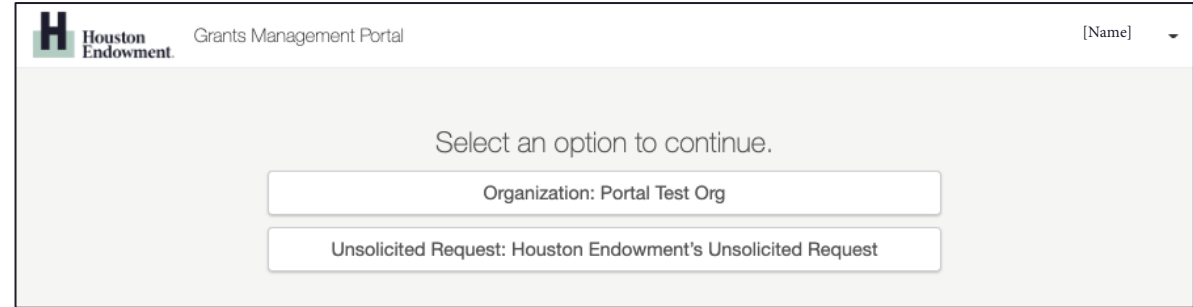 H Houston
Endowment.
Grants Management Portal
[Name]
Select an option to continue.
Organization: Portal Test Org
Unsolicited Request: Houston Endowment’s Unsolicited Request